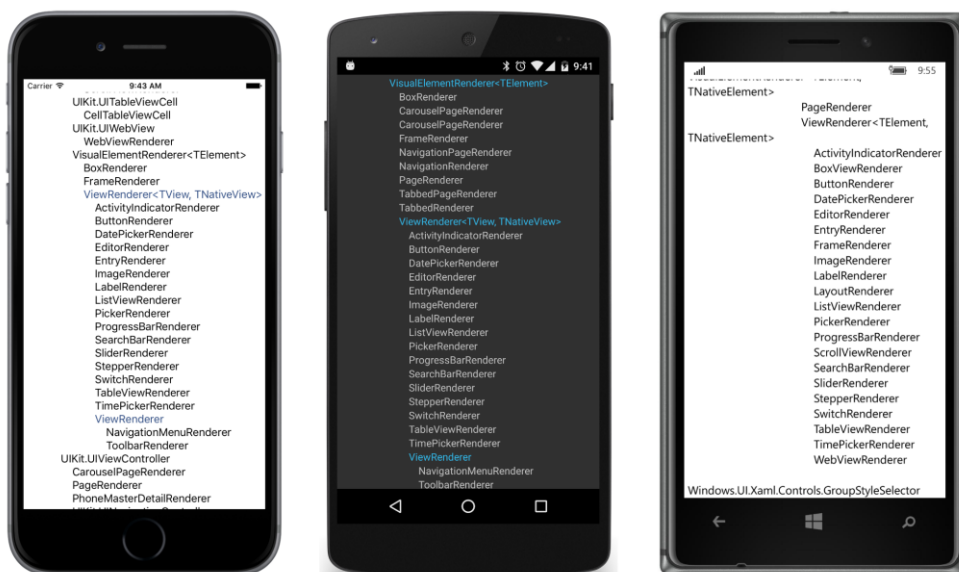 Carrier
9:43 AM
UIKit.UITableViewCell
CellTableViewCell
UIKit.UIWebView
WebViewRenderer
VisualElementRenderer<TElement>
BoxRenderer
FrameRenderer
ViewRenderer<TView, TNativeView>
ActivityIndicatorRenderer
ButtonRenderer
DatePickerRenderer
EditorRenderer
EntryRenderer
ImageRenderer
LabelRenderer
ListViewRenderer
PickerRenderer
ProgressBarRenderer
SearchBarRenderer
SliderRenderer
StepperRenderer
SwitchRenderer
TableViewRenderer
TimePickerRenderer
ViewRenderer
NavigationMenuRenderer
ToolbarRenderer
UIKit.UIViewController
CarouselPageRenderer
PageRenderer
PhoneMasterDetailRenderer
9:41
VisualElementRenderer<TElement>
BoxRenderer
CarouselPageRenderer
CarouselPageRenderer
FrameRenderer
NavigationPageRenderer
NavigationRenderer
PageRenderer
TabbedPageRenderer
TabbedRenderer
ViewRenderer<TView, TNativeView>
ActivityIndicatorRenderer
ButtonRenderer
DatePickerRenderer
EditorRenderer
EntryRenderer
ImageRenderer
LabelRenderer
ListViewRenderer
PickerRenderer
ProgressBarRenderer
SearchBarRenderer
SliderRenderer
StepperRenderer
SwitchRenderer
TableViewRenderer
TimePickerRenderer
ViewRenderer
NavigationMenuRenderer
ToolbarRenderer
9:55
TNativeElement>
PageRenderer
ViewRenderer<TElement,
TNativeElement>
ActivityIndicatorRenderer
BoxViewRenderer
ButtonRenderer
DatePickerRenderer
EditorRenderer
EntryRenderer
FrameRenderer
ImageRenderer
LabelRenderer
LayoutRenderer
ListViewRenderer
PickerRenderer
ProgressBarRenderer
ScrollViewRenderer
SearchBarRenderer
SliderRenderer
StepperRenderer
SwitchRenderer
TableViewRenderer
TimePickerRenderer
WebViewRenderer
Windows.UI.Xaml.Controls.GroupStyleSelector